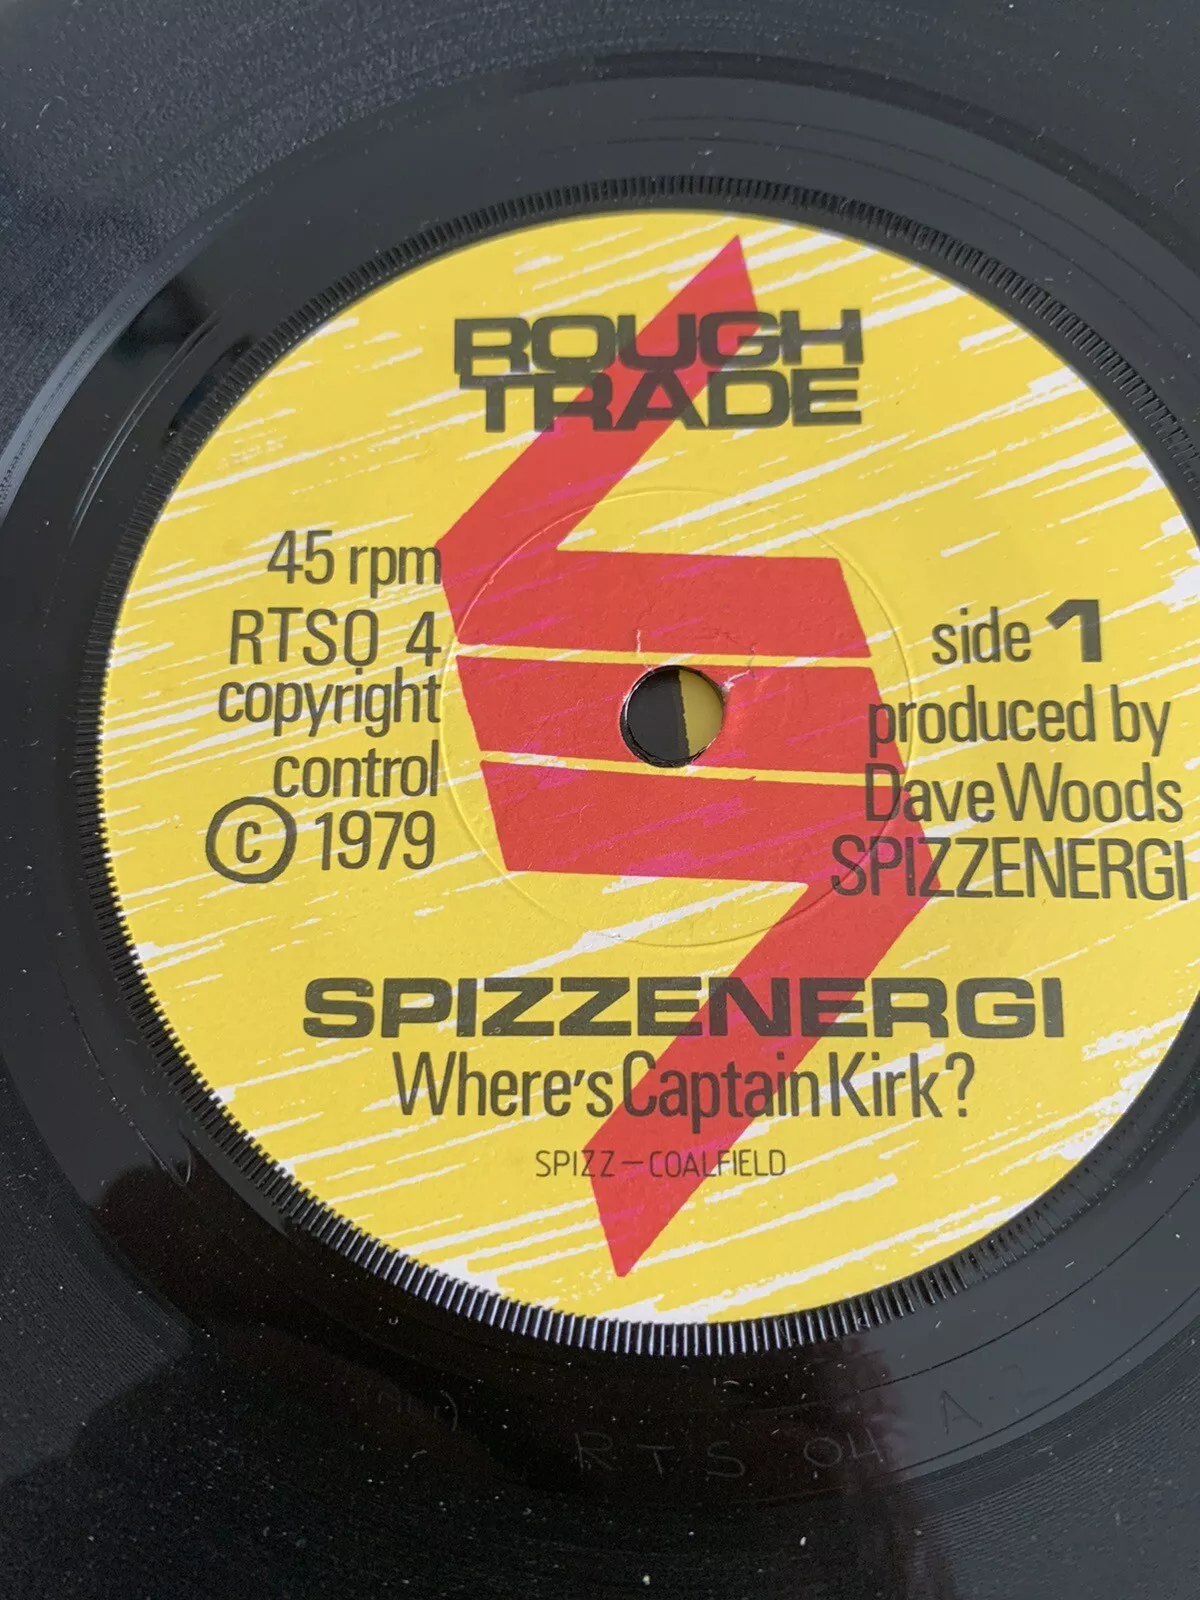 ROUGH
TRADE
45 rpm
RTSO 4
copyright
control
© 1979
side 1
produced by
Dave Woods
SPIZZENERGI
SPIZZENERGI
Where's Captain Kirk?
SPIZZ–COALFIELD
RTS 04 A